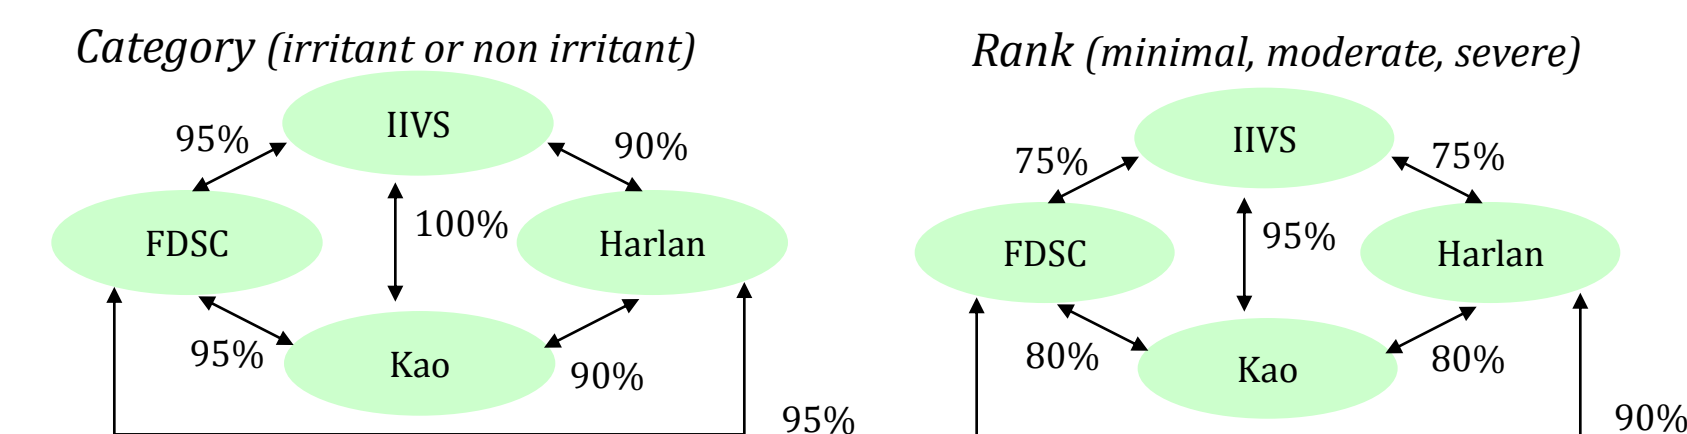 Category (irritant or non irritant)
95%
IIVS
90%
FDSC
100%
Harlan
95%
Kao
90%
95%
Rank (minimal, moderate, severe)
75%
IIVS
75%
FDSC
95%
Harlan
80%
Kao
80%
90%